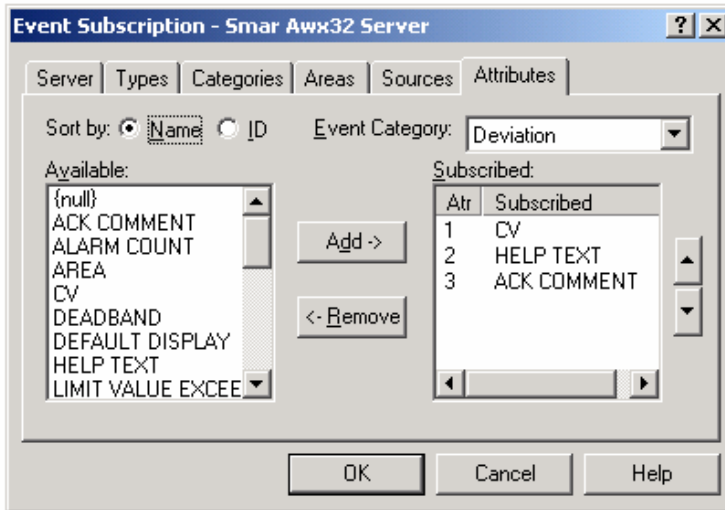 Event Subscription - Smar Awx32 Server
Server Types Categories Areas Sources Attributes
Sort by: Name ID Event Category: Deviation
Available:
{null}
ACK COMMENT
ALARM COUNT
AREA
CV
DEADBAND
DEFAULT DISPLAY
HELP TEXT
LIMIT VALUE EXCEE
Add ->
<- Remove
Subscribed:
Atr Subscribed
1 CV
2 HELP TEXT
3 ACK COMMENT
OK Cancel Help